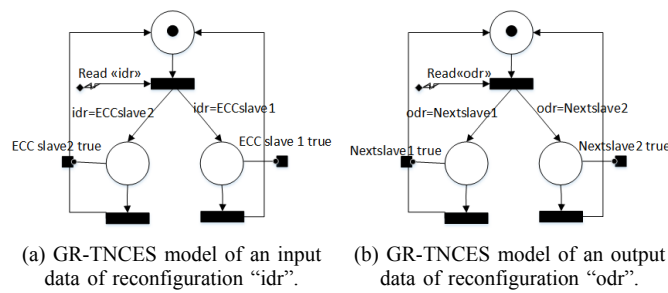 Read «idr»
idr=ECCslave2
idr=ECCslave1
ECC slave2 true
ECC slave 1 true
(a) GR-TNCES model of an input
data of reconfiguration “idr”.
Read«odr»
odr=Nextslave1
odr=Nextslave2
Nextslave1 true
Nextslave2 true
(b) GR-TNCES model of an output
data of reconfiguration “odr”.